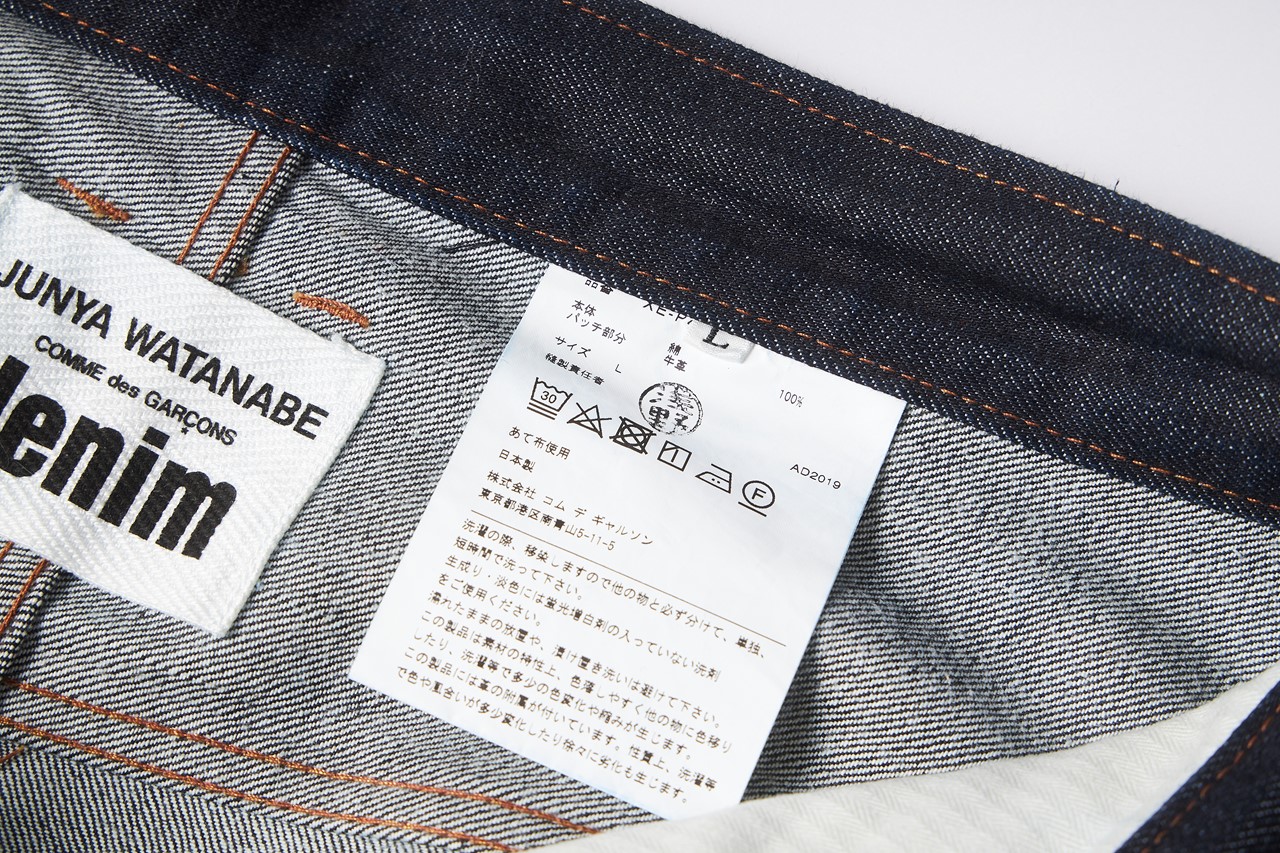 JUNYA WATANABE
COMME des GARÇONS
denim
品番
XE-P
L
本体 綿 100%
パッチ部分 牛革
サイズ L
縫製責任者
30
F
あて布使用
日本製
AD2019
株式会社 コム デ ギャルソン
東京都港区南青山5-11-5
洗濯の際、移染しますので他の物と必ず分けて、単独、
短時間で洗って下さい。
生成り・淡色には蛍光増白剤の入っていない洗剤
をご使用ください。
濡れたままの放置や、漬け置き洗いは避けて下さい。
この製品は素材の特性上、色落しやすく他の物に色移り
したり、洗濯等で多少の色変化や縮みが生じます。
この製品には革の附属が付いています。性質上、洗濯等
で色や風合いが多少変化したり徐々に劣化も生じます。